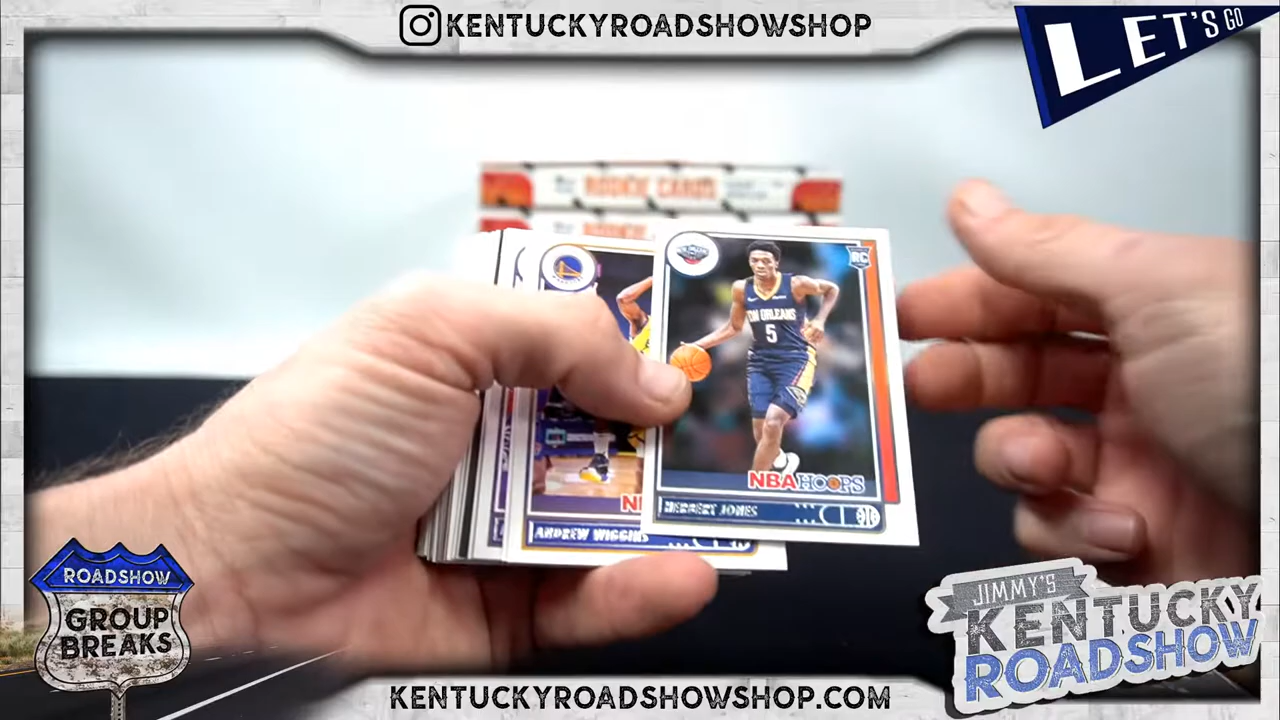 KENTUCKYROADSHOWSHOP
LET'S GO
ROOKIE CARDS
ROOKIE
RC
NEW ORLEANS
5
NBA HOOPS
HERBERT JONES
ANDREW WIGGINS
ROADSHOW
GROUP
BREAKS
JIMMY'S
KENTUCKY
ROADSHOW
KENTUCKYROADSHOWSHOP.COM